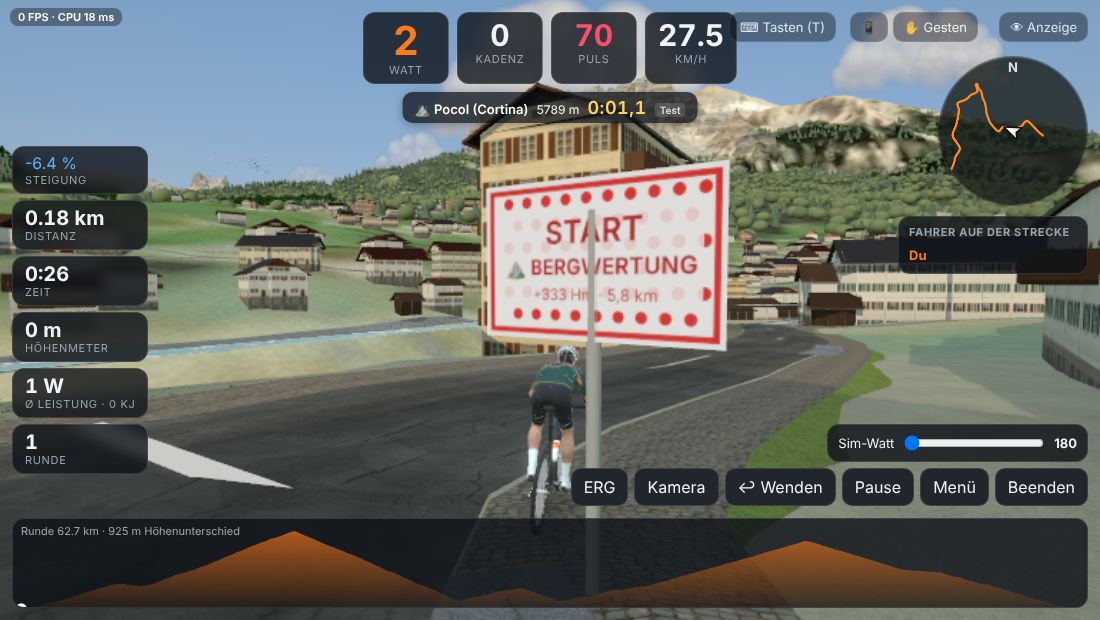 0 FPS · CPU 18 ms
2
WATT
0
KADENZ
70
PULS
27.5
KM/H
⌨ Tasten (T)
✋ Gesten
👁 Anzeige
⛰️ Pocol (Cortina) 5789 m 0:01,1 Test
N
-6.4 %
STEIGUNG
0.18 km
DISTANZ
0:26
ZEIT
0 m
HÖHENMETER
1 W
Ø LEISTUNG · 0 KJ
1
RUNDE
START
⛰️ BERGWERTUNG
+333 Hm · 5,8 km
FAHRER AUF DER STRECKE
Du
Sim-Watt 180
ERG
Kamera
↩ Wenden
Pause
Menü
Beenden
Runde 62.7 km · 925 m Höhenunterschied